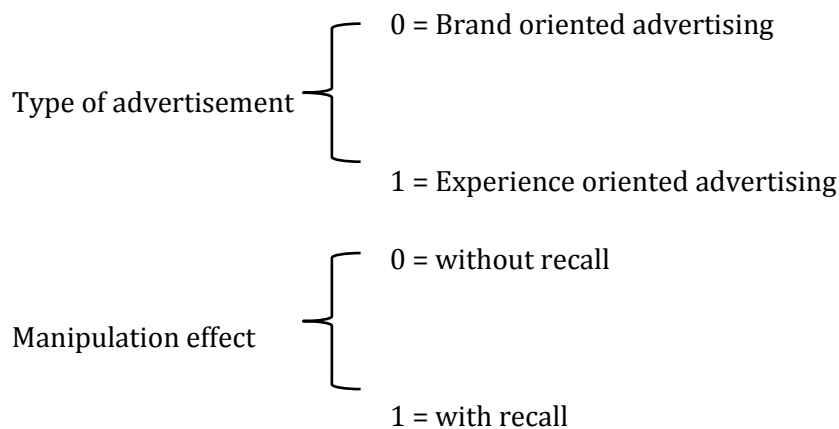 0 = Brand oriented advertising
Type of advertisement
1 = Experience oriented advertising
0 = without recall
Manipulation effect
1 = with recall